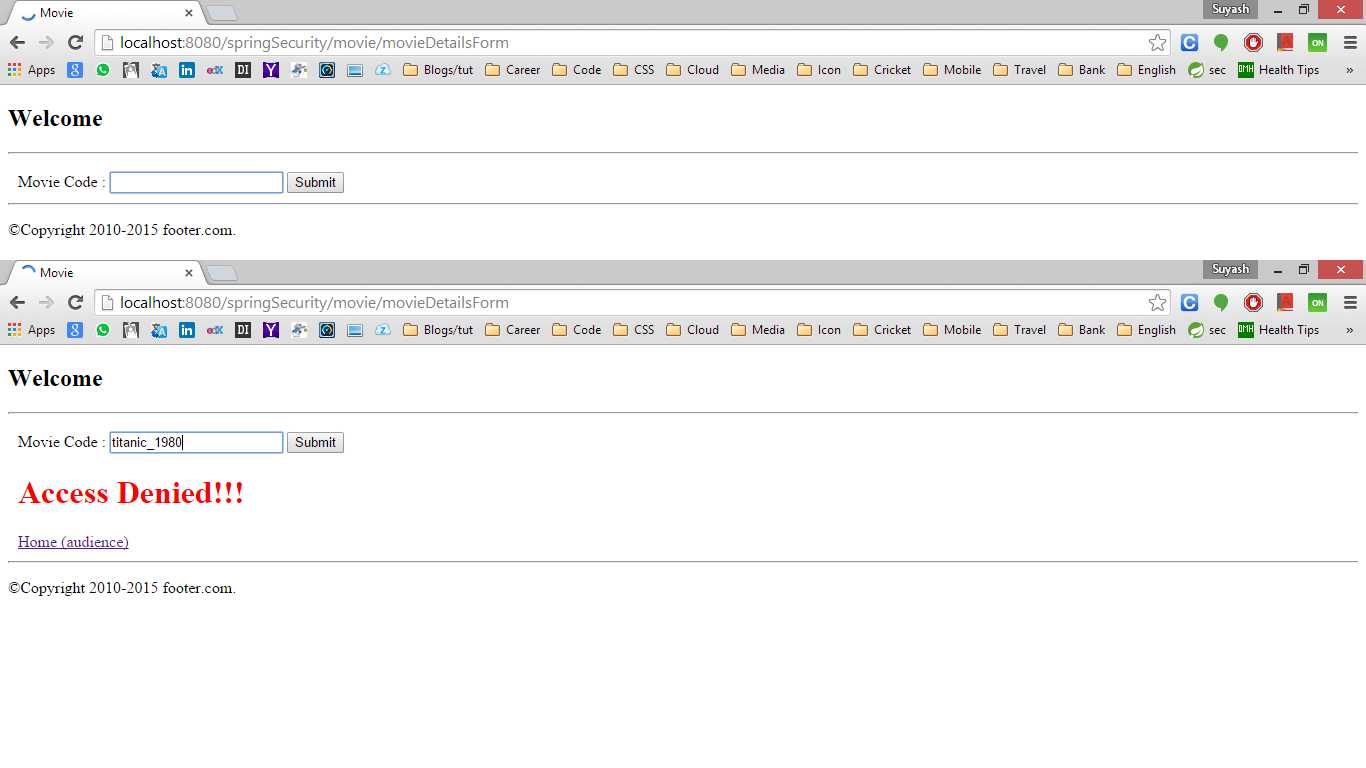 Movie
Suyash
localhost:8080/springSecurity/movie/movieDetailsForm
Apps DI Blogs/tut Career Code CSS Cloud Media Icon Cricket Mobile Travel Bank English sec Health Tips »
Welcome
Movie Code : Submit
©Copyright 2010-2015 footer.com.
Movie
Suyash
localhost:8080/springSecurity/movie/movieDetailsForm
Apps DI Blogs/tut Career Code CSS Cloud Media Icon Cricket Mobile Travel Bank English sec Health Tips »
Welcome
Movie Code : titanic_1980 Submit
Access Denied!!!
Home (audience)
©Copyright 2010-2015 footer.com.